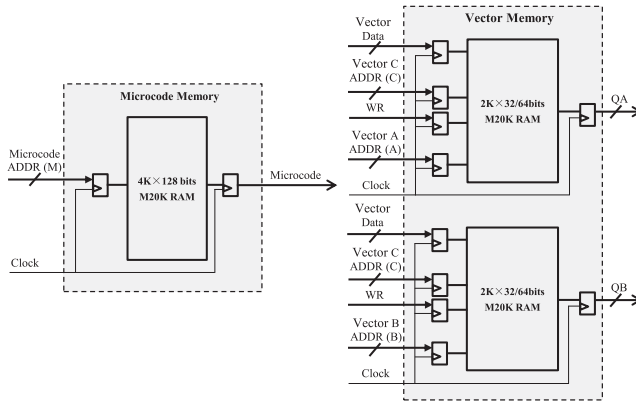 Microcode Memory
Microcode
ADDR (M)
4K×128 bits
M20K RAM
Microcode
Clock
Vector Memory
Vector
Data
Vector C
ADDR (C)
WR
Vector A
ADDR (A)
Clock
2K×32/64bits
M20K RAM
QA
Vector
Data
Vector C
ADDR (C)
WR
Vector B
ADDR (B)
Clock
2K×32/64bits
M20K RAM
QB